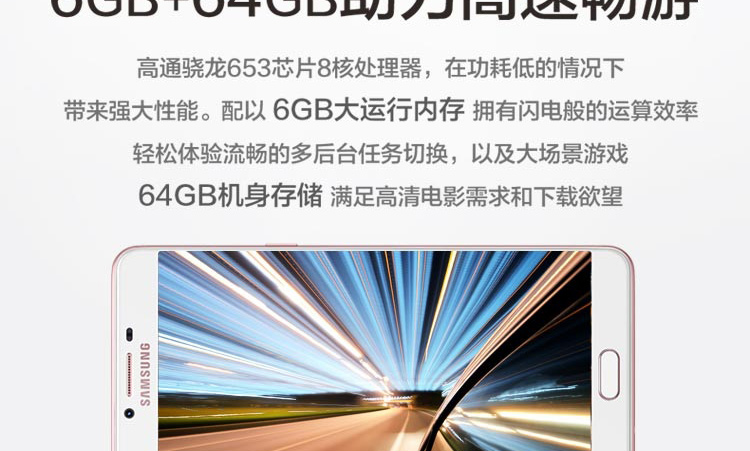 6GB+64GB助力高速畅游
高通骁龙653芯片8核处理器，在功耗低的情况下
带来强大性能。配以 6GB大运行内存 拥有闪电般的运算效率
轻松体验流畅的多后台任务切换，以及大场景游戏
64GB机身存储 满足高清电影需求和下载欲望
SAMSUNG